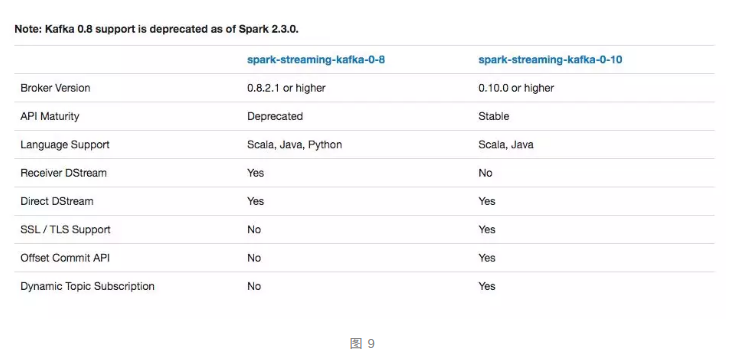 Note: Kafka 0.8 support is deprecated as of Spark 2.3.0.
spark-streaming-kafka-0-8 spark-streaming-kafka-0-10
Broker Version 0.8.2.1 or higher 0.10.0 or higher
API Maturity Deprecated Stable
Language Support Scala, Java, Python Scala, Java
Receiver DStream Yes No
Direct DStream Yes Yes
SSL / TLS Support No Yes
Offset Commit API No Yes
Dynamic Topic Subscription No Yes
图 9